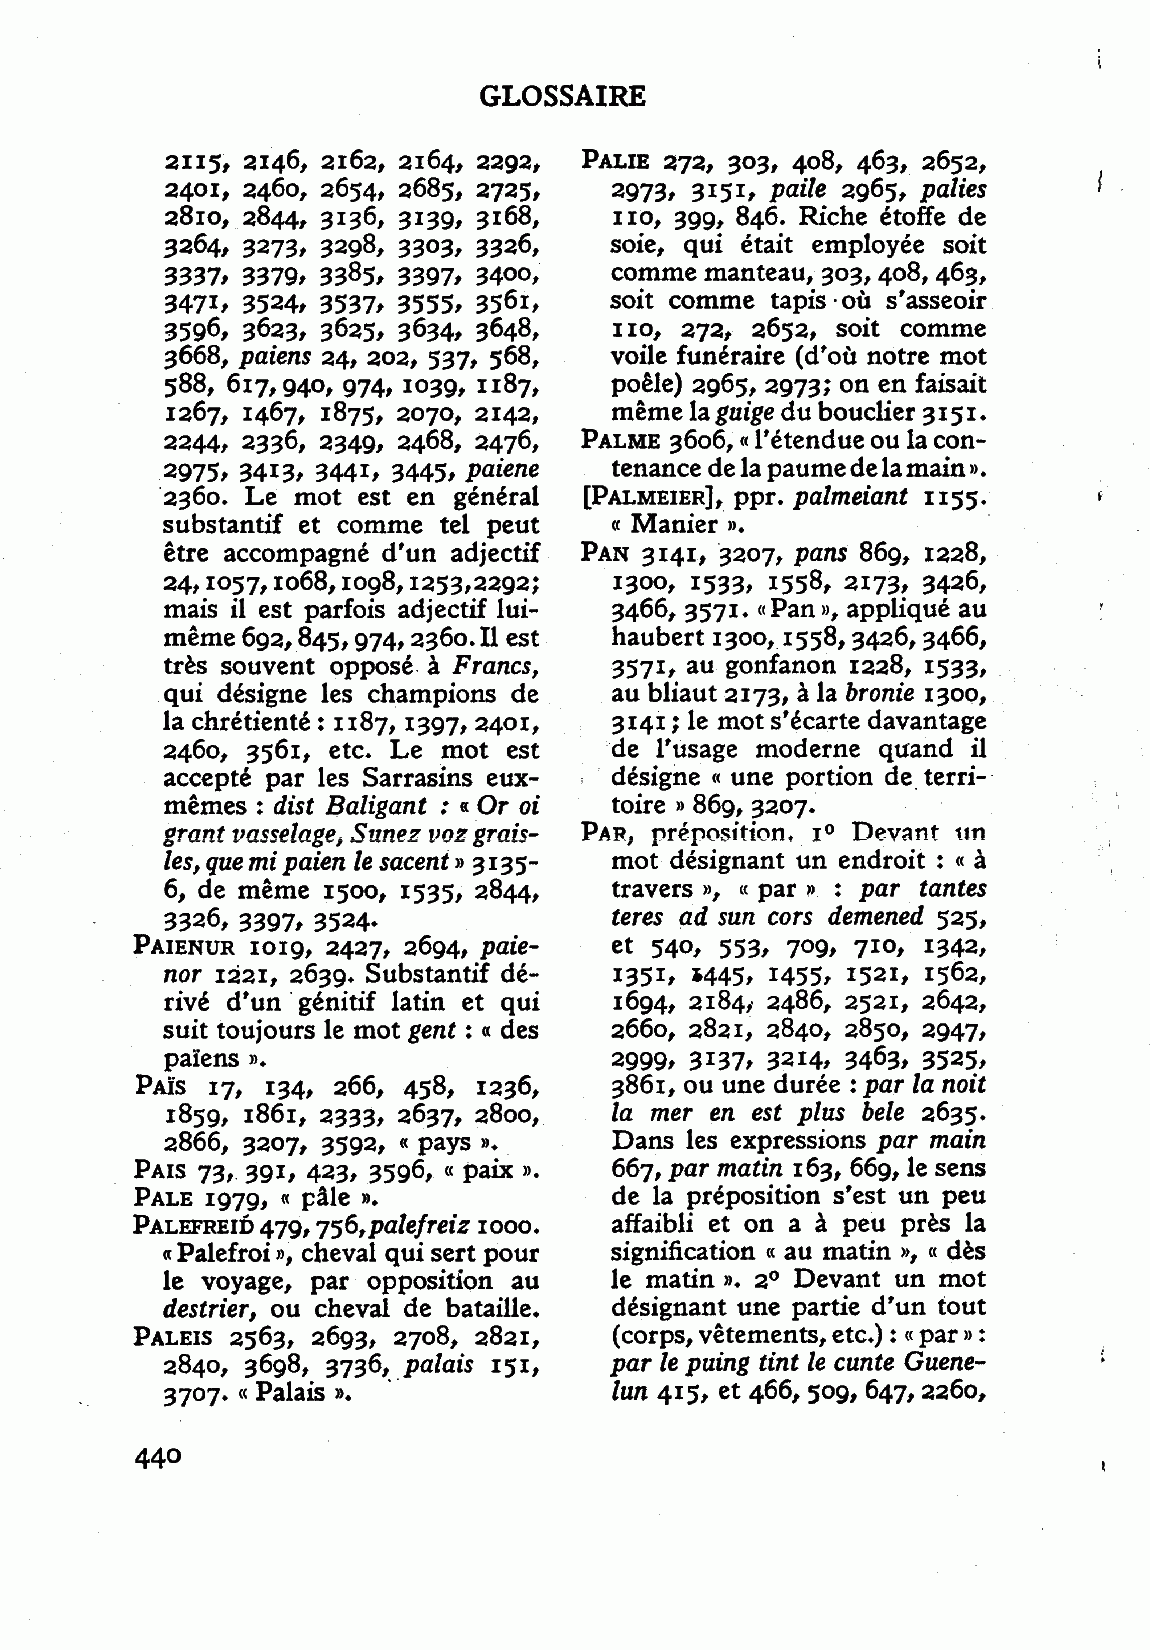 GLOSSAIRE
2115, 2146, 2162, 2164, 2292,
2401, 2460, 2654, 2685, 2725,
2810, 2844, 3136, 3139, 3168,
3264, 3273, 3298, 3303, 3326,
3337, 3379, 3385, 3397, 3400,
3471, 3524, 3537, 3555, 3561,
3596, 3623, 3625, 3634, 3648,
3668, paiens 24, 202, 537, 568,
588, 617, 940, 974, 1039, 1187,
1267, 1467, 1875, 2070, 2142,
2244, 2336, 2349, 2468, 2476,
2975, 3413, 3441, 3445, paiene
2360. Le mot est en général
substantif et comme tel peut
être accompagné d'un adjectif
24, 1057, 1068, 1098, 1253, 2292;
mais il est parfois adjectif lui-
même 692, 845, 974, 2360. Il est
très souvent opposé à Francs,
qui désigne les champions de
la chrétienté : 1187, 1397, 2401,
2460, 3561, etc. Le mot est
accepté par les Sarrasins eux-
mêmes : dist Baligant : « Or oi
grant vasselage, Sunez voz grais-
les, que mi paien le sacent » 3135-
6, de même 1500, 1535, 2844,
3326, 3397, 3524.
PAIENUR 1019, 2427, 2694, paie-
nor 1221, 2639. Substantif dé-
rivé d'un génitif latin et qui
suit toujours le mot gent : « des
païens ».
PAÏS 17, 134, 266, 458, 1236,
1859, 1861, 2333, 2637, 2800,
2866, 3207, 3592, « pays ».
PAIS 73, 391, 423, 3596, « paix ».
PALE 1979, « pâle ».
PALEFREID 479, 756, palefreiz 1000.
« Palefroi », cheval qui sert pour
le voyage, par opposition au
destrier, ou cheval de bataille.
PALEIS 2563, 2693, 2708, 2821,
2840, 3698, 3736, palais 151,
3707. « Palais ».
PALIE 272, 303, 408, 463, 2652,
2973, 3151, paile 2965, palies
110, 399, 846. Riche étoffe de
soie, qui était employée soit
comme manteau, 303, 408, 463,
soit comme tapis où s'asseoir
110, 272, 2652, soit comme
voile funéraire (d'où notre mot
poêle) 2965, 2973; on en faisait
même la guige du bouclier 3151.
PALME 3606, « l'étendue ou la con-
tenance de la paume de la main ».
[PALMEIER], ppr. palmeiant 1155.
« Manier ».
PAN 3141, 3207, pans 869, 1228,
1300, 1533, 1558, 2173, 3426,
3466, 3571. « Pan », appliqué au
haubert 1300, 1558, 3426, 3466,
3571, au gonfanon 1228, 1533,
au bliaut 2173, à la bronie 1300,
3141 ; le mot s'écarte davantage
de l'usage moderne quand il
désigne « une portion de terri-
toire » 869, 3207.
PAR, préposition. 1º Devant un
mot désignant un endroit : « à
travers », « par » : par tantes
teres ad sun cors demened 525,
et 540, 553, 709, 710, 1342,
1351, 1445, 1455, 1521, 1562,
1694, 2184, 2486, 2521, 2642,
2660, 2821, 2840, 2850, 2947,
2999, 3137, 3214, 3463, 3525,
3861, ou une durée : par la noit
la mer en est plus bele 2635.
Dans les expressions par main
667, par matin 163, 669, le sens
de la préposition s'est un peu
affaibli et on a à peu près la
signification « au matin », « dès
le matin ». 2º Devant un mot
désignant une partie d'un tout
(corps, vêtements, etc.) : « par » :
par le puing tint le cunte Guene-
lun 415, et 466, 509, 647, 2260,
440